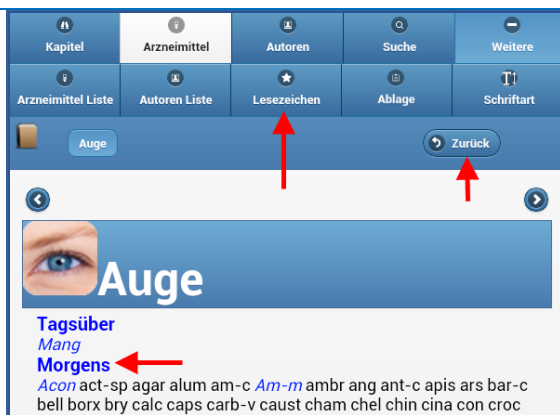 Kapitel Arzneimittel Autoren Suche Weitere
Arzneimittel Liste Autoren Liste Lesezeichen Ablage Schriftart
Auge Zurück
Auge
Tagsüber
Mang
Morgens
Acon act-sp agar alum am-c Am-m ambr ang ant-c apis ars bar-c
bell borx bry calc caps carb-v caust cham chel chin cina con croc